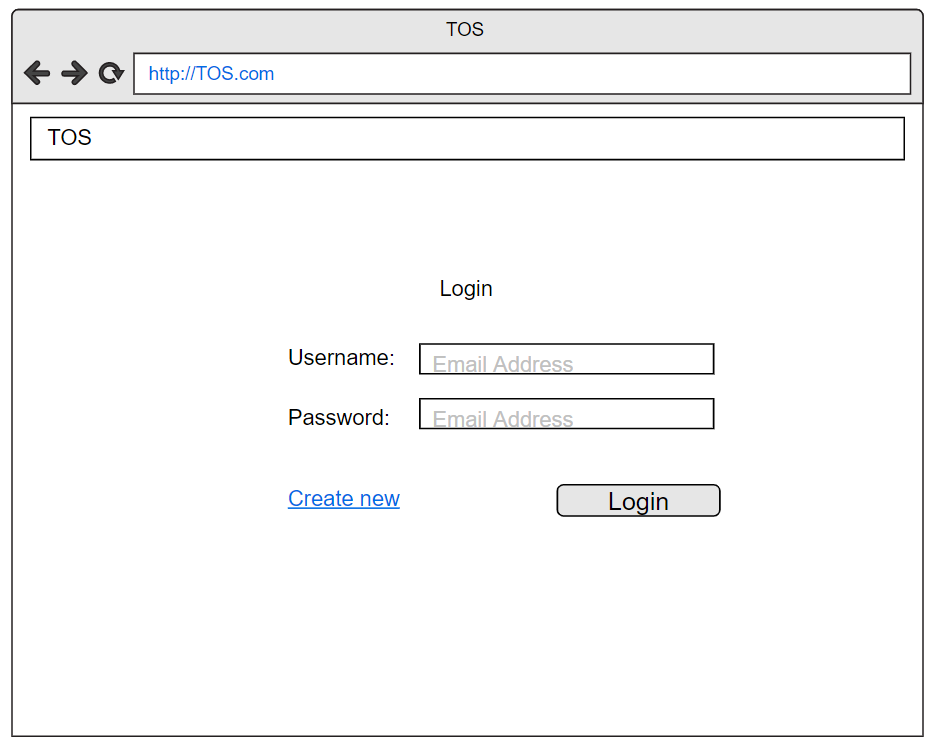 TOS
http://TOS.com
TOS
Login
Username: Email Address
Password: Email Address
Create new Login